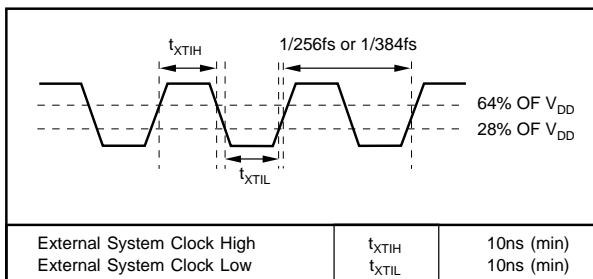 tXTIH
1/256fs or 1/384fs
64% OF VDD
28% OF VDD
tXTIL
External System Clock High tXTIH 10ns (min)
External System Clock Low tXTIL 10ns (min)